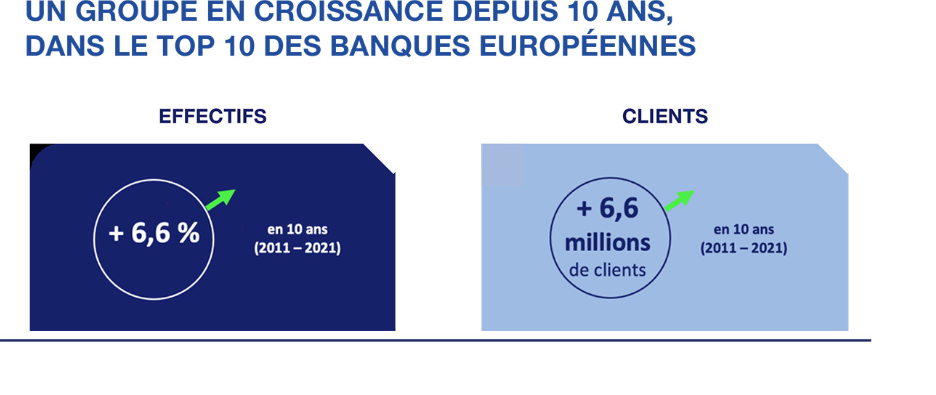 UN GROUPE EN CROISSANCE DEPUIS 10 ANS,
DANS LE TOP 10 DES BANQUES EUROPÉENNES
EFFECTIFS
+ 6,6 %
en 10 ans
(2011 – 2021)
CLIENTS
+ 6,6
millions
de clients
en 10 ans
(2011 – 2021)